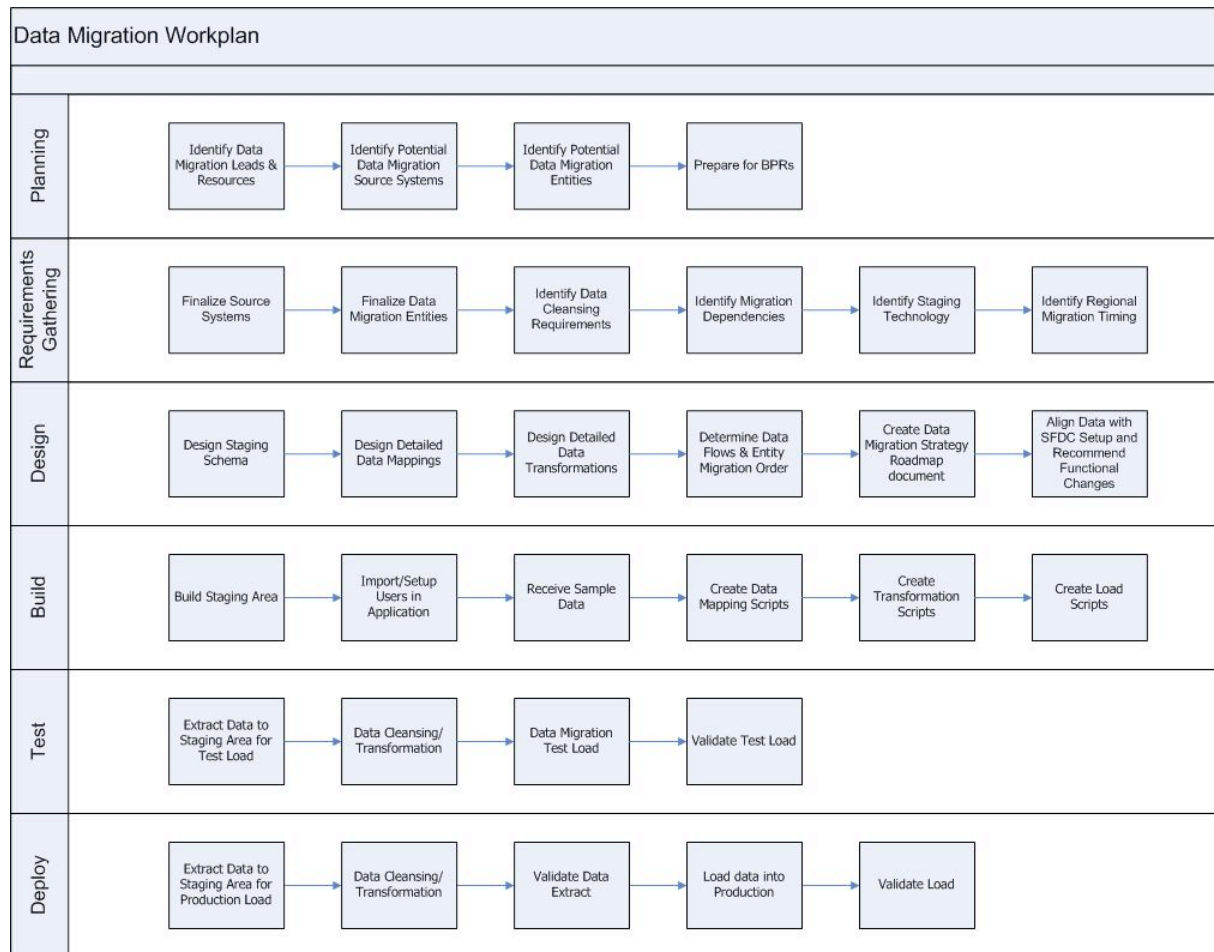 Data Migration Workplan
Planning
Identify Data
Migration Leads &
Resources
Identify Potential
Data Migration
Source Systems
Identify Potential
Data Migration
Entities
Prepare for BPRs
Requirements
Gathering
Finalize Source
Systems
Finalize Data
Migration Entities
Identify Data
Cleansing
Requirements
Identify Migration
Dependencies
Identify Staging
Technology
Identify Regional
Migration Timing
Design
Design Staging
Schema
Design Detailed
Data Mappings
Design Detailed
Data
Transformations
Determine Data
Flows & Entity
Migration Order
Create Data
Migration Strategy
Roadmap
document
Align Data with
SFDC Setup and
Recommend
Functional
Changes
Build
Build Staging Area
Import/Setup
Users in
Application
Receive Sample
Data
Create Data
Mapping Scripts
Create
Transformation
Scripts
Create Load
Scripts
Test
Extract Data to
Staging Area for
Test Load
Data Cleansing/
Transformation
Data Migration
Test Load
Validate Test Load
Deploy
Extract Data to
Staging Area for
Production Load
Data Cleansing/
Transformation
Validate Data
Extract
Load data into
Production
Validate Load